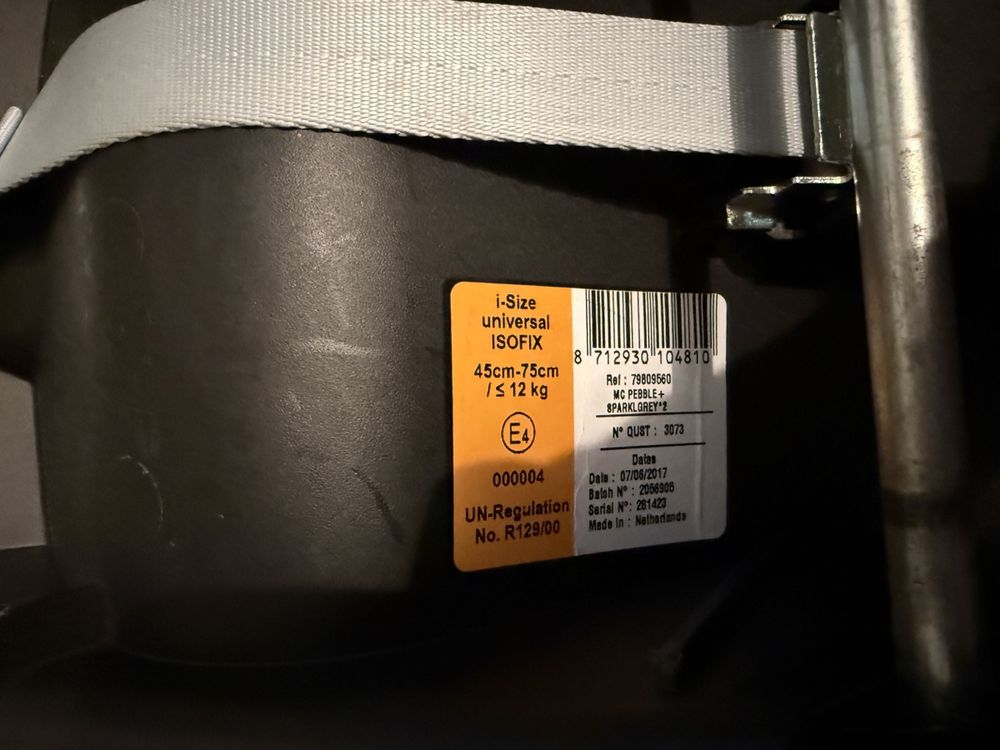 i-Size
universal
ISOFIX
45cm-75cm
/ ≤ 12 kg
E4
000004
UN-Regulation
No. R129/00
8 712930 104810
Ref : 79809560
MC PEBBLE+
SPARKLGREY*2
N° QUST : 3073
Datas
Date : 07/06/2017
Batch N° : 2056905
Serial N° : 261423
Made in : Netherlands